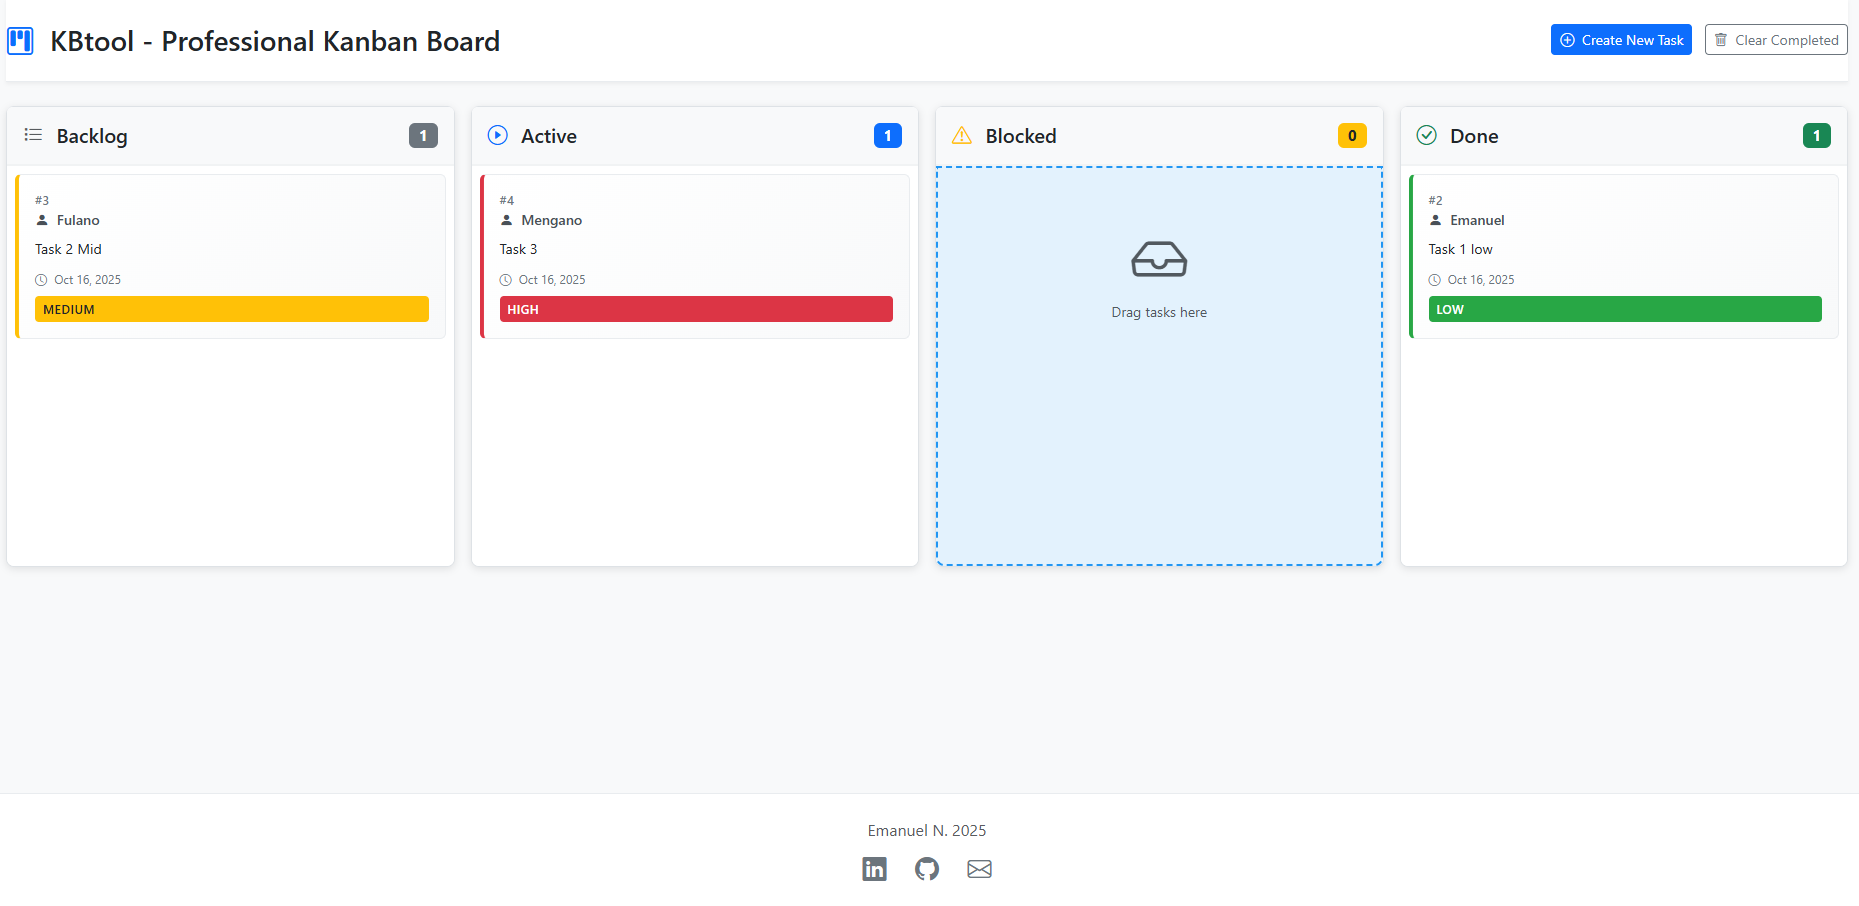 KBtool - Professional Kanban Board
Create New Task
Clear Completed
Backlog
1
#3
Fulano
Task 2 Mid
Oct 16, 2025
MEDIUM
Active
1
#4
Mengano
Task 3
Oct 16, 2025
HIGH
Blocked
0
Drag tasks here
Done
1
#2
Emanuel
Task 1 low
Oct 16, 2025
LOW
Emanuel N. 2025
in